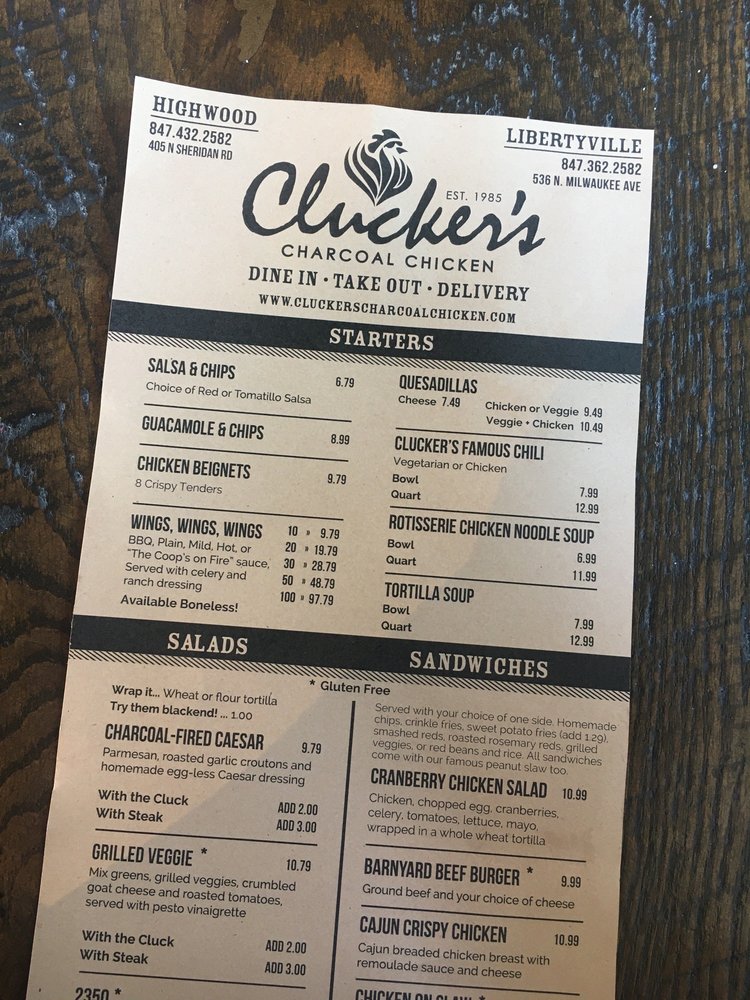 HIGHWOOD
847.432.2582
405 N SHERIDAN RD
LIBERTYVILLE
847.362.2582
536 N. MILWAUKEE AVE
EST. 1985
Clucker's
CHARCOAL CHICKEN
DINE IN • TAKE OUT • DELIVERY
WWW.CLUCKERSCHARCOALCHICKEN.COM
STARTERS
SALSA & CHIPS 6.79
Choice of Red or Tomatillo Salsa
GUACAMOLE & CHIPS 8.99
CHICKEN BEIGNETS 9.79
8 Crispy Tenders
WINGS, WINGS, WINGS 10 » 9.79
BBQ, Plain, Mild, Hot, or 20 » 19.79
"The Coop's on Fire" sauce, 30 » 28.79
Served with celery and 50 » 48.79
ranch dressing 100 » 97.79
Available Boneless!
QUESADILLAS
Cheese 7.49 Chicken or Veggie 9.49
Veggie + Chicken 10.49
CLUCKER'S FAMOUS CHILI
Vegetarian or Chicken
Bowl 7.99
Quart 12.99
ROTISSERIE CHICKEN NOODLE SOUP
Bowl 6.99
Quart 11.99
TORTILLA SOUP
Bowl 7.99
Quart 12.99
SALADS
SANDWICHES
* Gluten Free
Wrap it... Wheat or flour tortilla
Try them blackend! ... 1.00
CHARCOAL-FIRED CAESAR 9.79
Parmesan, roasted garlic croutons and
homemade egg-less Caesar dressing
With the Cluck ADD 2.00
With Steak ADD 3.00
GRILLED VEGGIE * 10.79
Mix greens, grilled veggies, crumbled
goat cheese and roasted tomatoes,
served with pesto vinaigrette
With the Cluck ADD 2.00
With Steak ADD 3.00
2350 *
Served with your choice of one side. Homemade
chips, crinkle fries, sweet potato fries (add 1.29),
smashed reds, roasted rosemary reds, grilled
veggies, or red beans and rice. All sandwiches
come with our famous peanut slaw too.
CRANBERRY CHICKEN SALAD 10.99
Chicken, chopped egg, cranberries,
celery, tomatoes, lettuce, mayo,
wrapped in a whole wheat tortilla
BARNYARD BEEF BURGER * 9.99
Ground beef and your choice of cheese
CAJUN CRISPY CHICKEN 10.99
Cajun breaded chicken breast with
remoulade sauce and cheese
CHICKEN ON SLAW *